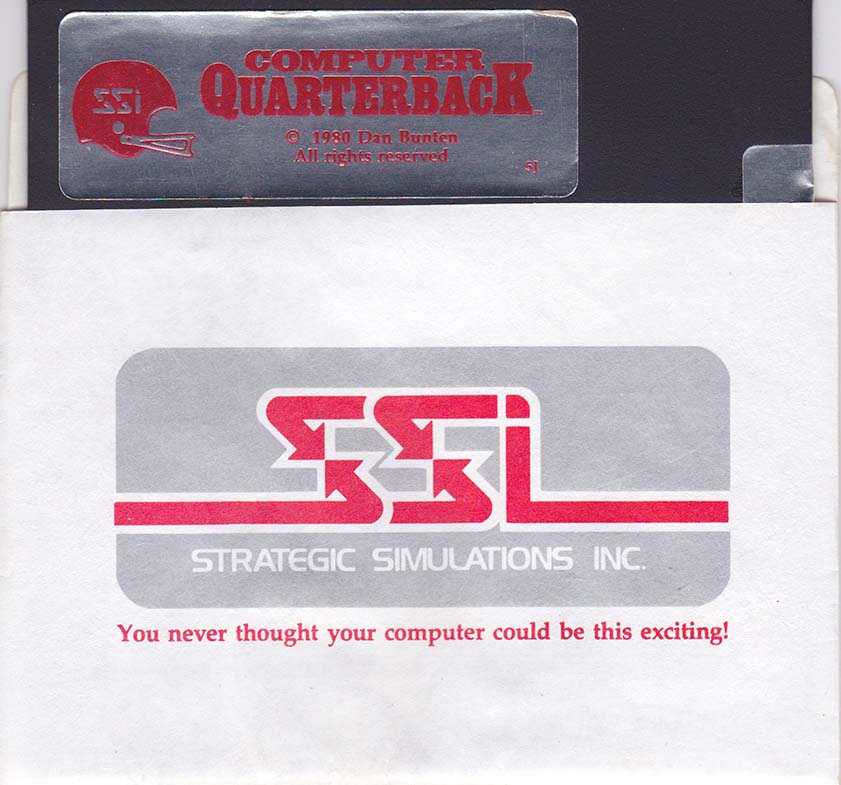 SSi
COMPUTER
QUARTERBACK™
© 1980 Dan Bunten
All rights reserved
5J
SSi
STRATEGIC SIMULATIONS INC.
You never thought your computer could be this exciting!